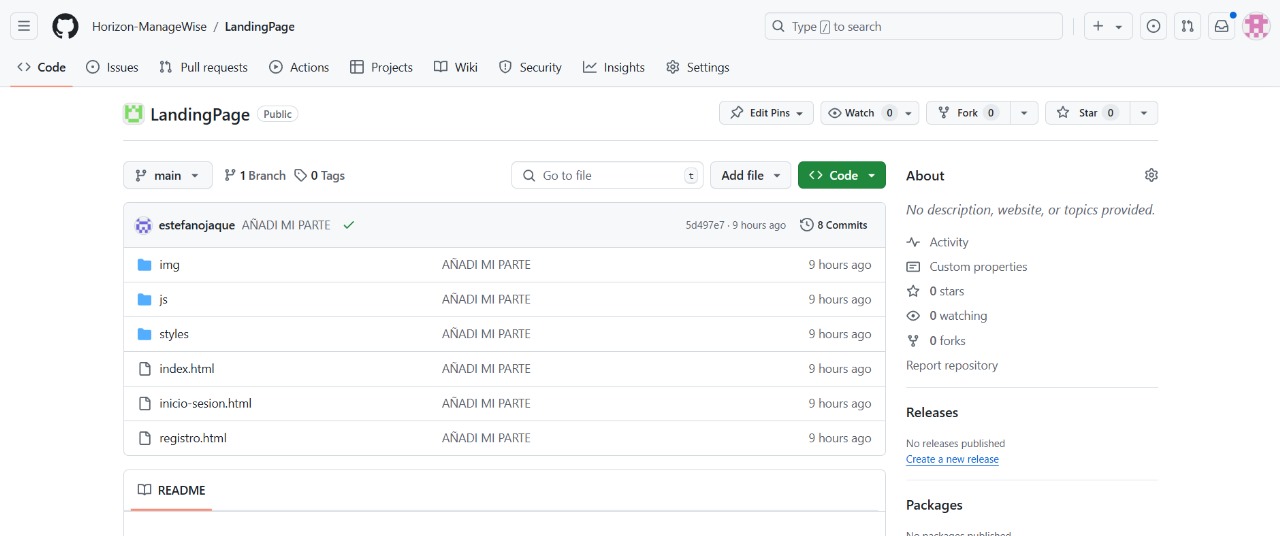 Horizon-ManageWise / LandingPage
Type / to search
Code Issues Pull requests Actions Projects Wiki Security Insights Settings
LandingPage Public
Edit Pins Watch 0 Fork 0 Star 0
main 1 Branch 0 Tags Go to file t Add file Code
estefanojaque AÑADI MI PARTE 5d497e7 · 9 hours ago 8 Commits
img AÑADI MI PARTE 9 hours ago
js AÑADI MI PARTE 9 hours ago
styles AÑADI MI PARTE 9 hours ago
index.html AÑADI MI PARTE 9 hours ago
inicio-sesion.html AÑADI MI PARTE 9 hours ago
registro.html AÑADI MI PARTE 9 hours ago
README
About
No description, website, or topics provided.
Activity
Custom properties
0 stars
0 watching
0 forks
Report repository
Releases
No releases published
Create a new release
Packages
No packages published